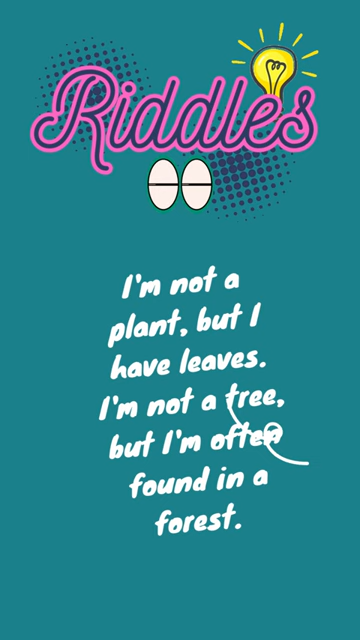 Riddles
I'm not a
plant, but I
have leaves.
I'm not a tree,
but I'm often
found in a
forest.